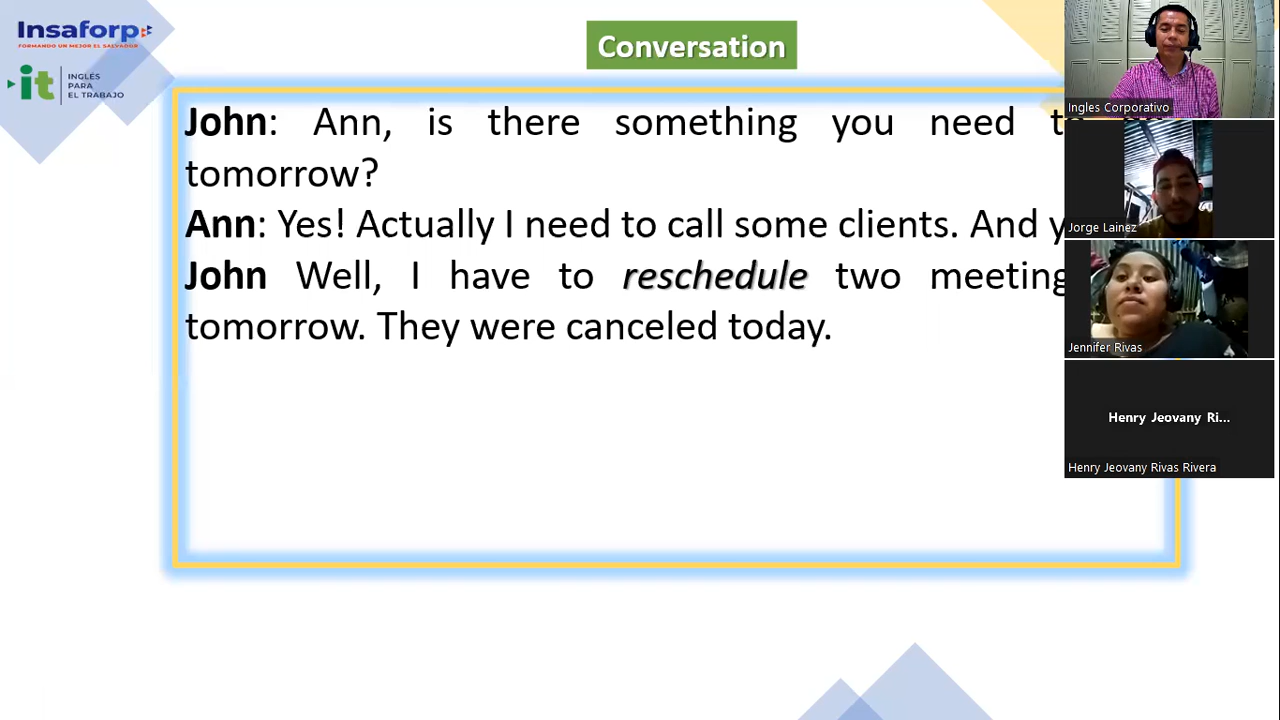 Insaforp
FORMANDO UN MEJOR EL SALVADOR
it
INGLÉS
PARA
EL TRABAJO
Conversation
John: Ann, is there something you need
tomorrow?
Ann: Yes! Actually I need to call some clients. And
John Well, I have to reschedule two meeting
tomorrow. They were canceled today.
Ingles Corporativo
Jorge Lainez
Jennifer Rivas
Henry Jeovany Ri...
Henry Jeovany Rivas Rivera